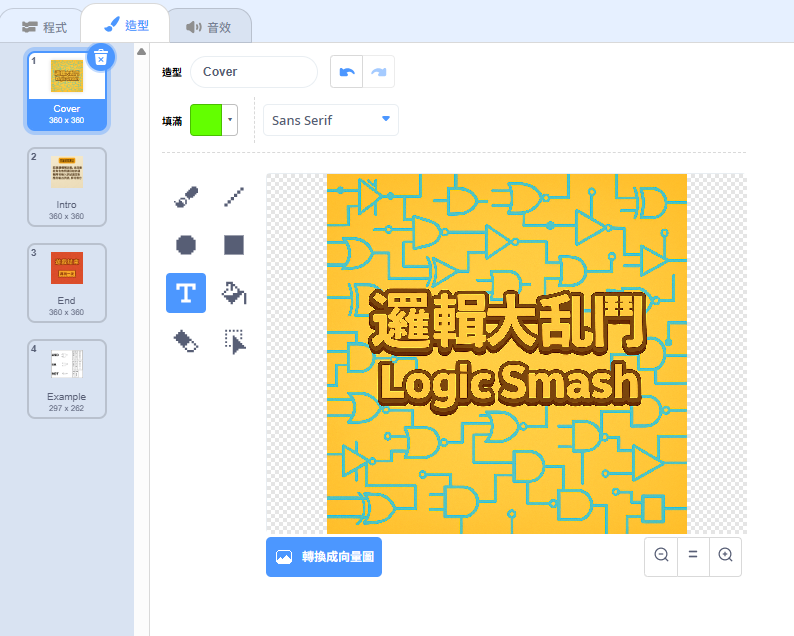 程式
造型
音效
1
Cover
360 x 360
2
Intro
360 x 360
3
End
360 x 360
4
Example
297 x 262
造型
Cover
填滿
Sans Serif
T
邏輯大乱鬥
Logic Smash
轉換成向量圖